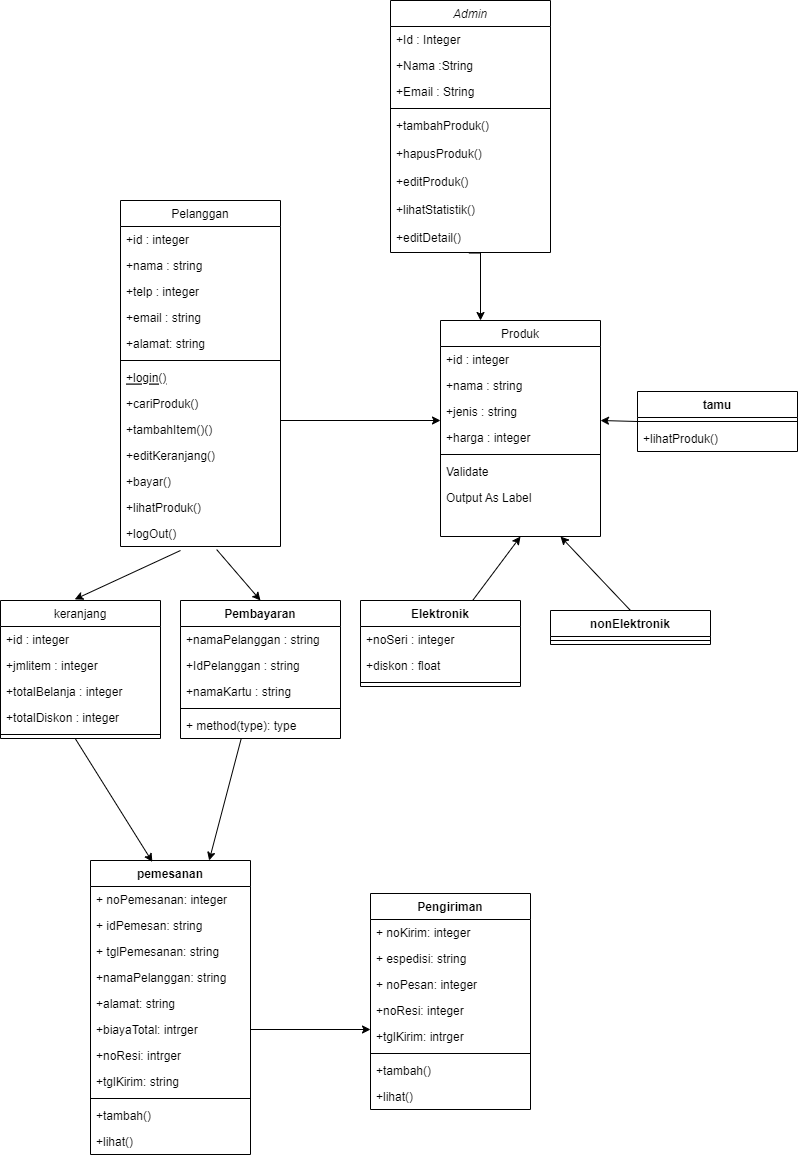 Admin
+Id : Integer
+Nama :String
+Email : String
+tambahProduk()
+hapusProduk()
+editProduk()
+lihatStatistik()
+editDetail()
Pelanggan
+id : integer
+nama : string
+telp : integer
+email : string
+alamat: string
+login()
+cariProduk()
+tambahItem()()
+editKeranjang()
+bayar()
+lihatProduk()
+logOut()
Produk
+id : integer
+nama : string
+jenis : string
+harga : integer
Validate
Output As Label
tamu
+lihatProduk()
keranjang
+id : integer
+jmlitem : integer
+totalBelanja : integer
+totalDiskon : integer
Pembayaran
+namaPelanggan : string
+IdPelanggan : string
+namaKartu : string
+ method(type): type
Elektronik
+noSeri : integer
+diskon : float
nonElektronik
pemesanan
+ noPemesanan: integer
+ idPemesan: string
+ tglPemesanan: string
+namaPelanggan: string
+alamat: string
+biayaTotal: intrger
+noResi: intrger
+tglKirim: string
+tambah()
+lihat()
Pengiriman
+ noKirim: integer
+ espedisi: string
+ noPesan: integer
+noResi: integer
+tglKirim: intrger
+tambah()
+lihat()